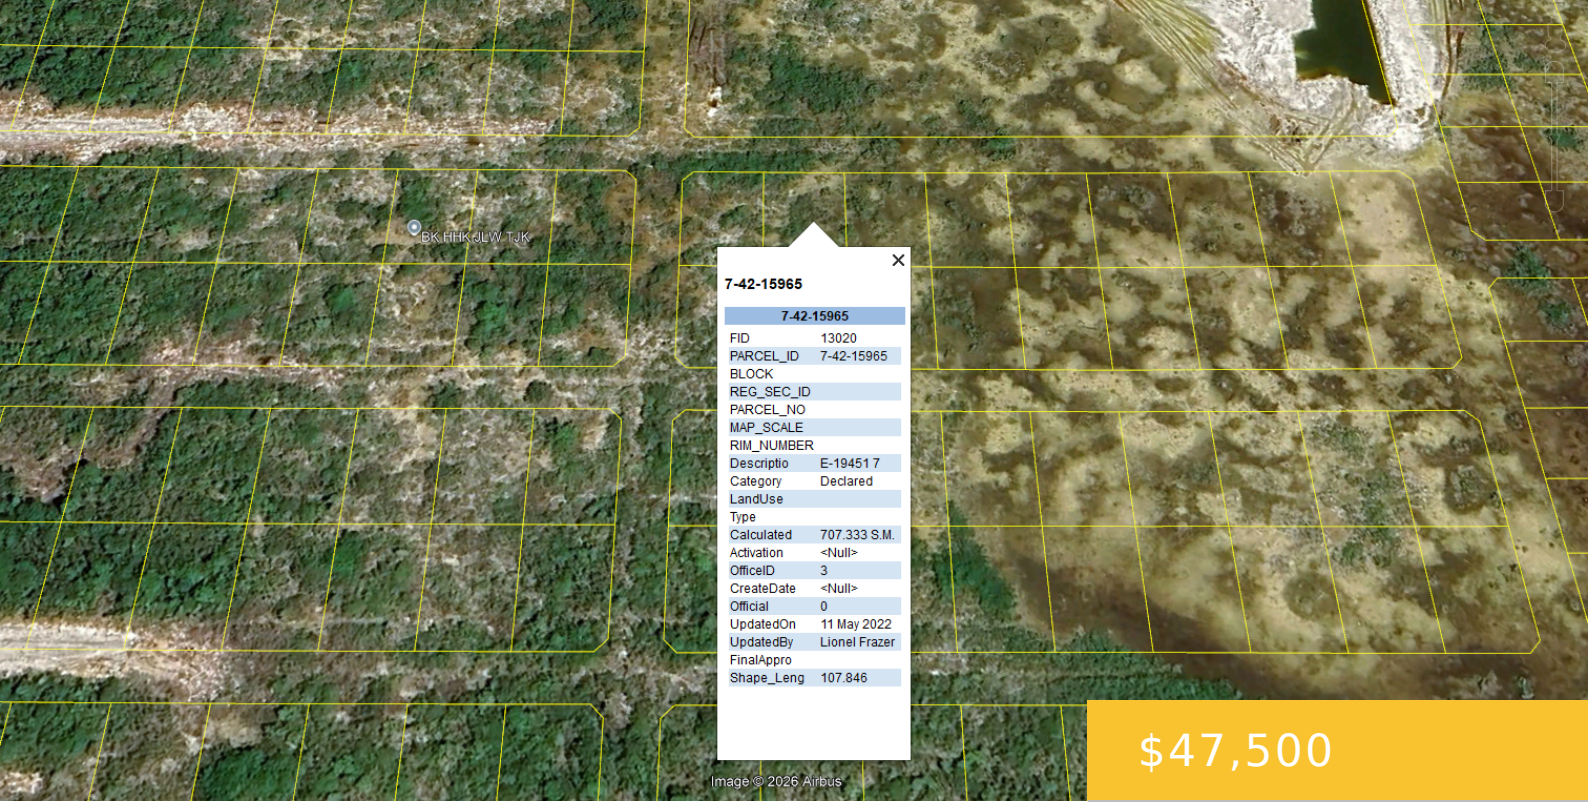 BK HHK JLW TJK
7-42-15965
7-42-15965
FID 13020
PARCEL_ID 7-42-15965
BLOCK
REG_SEC_ID
PARCEL_NO
MAP_SCALE
RIM_NUMBER
Descriptio E-19451 7
Category Declared
LandUse
Type
Calculated 707.333 S.M.
Activation <Null>
OfficeID 3
CreateDate <Null>
Official 0
UpdatedOn 11 May 2022
UpdatedBy Lionel Frazer
FinalAppro
Shape_Leng 107.846
Image © 2026 Airbus
$47,500